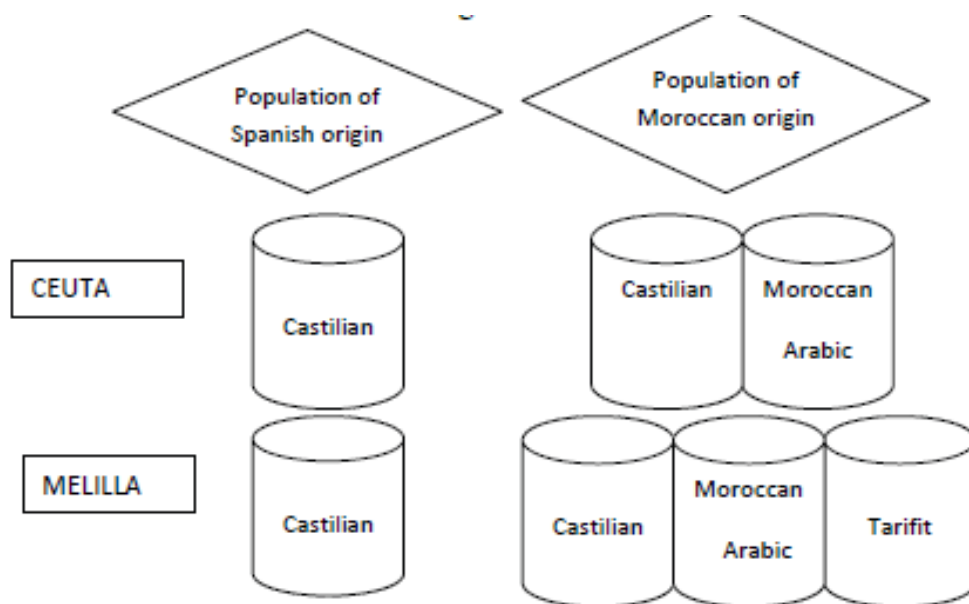 Population of
Spanish origin
Population of
Moroccan origin
CEUTA
Castilian
Castilian
Moroccan
Arabic
MELILLA
Castilian
Castilian
Moroccan
Arabic
Tarifit